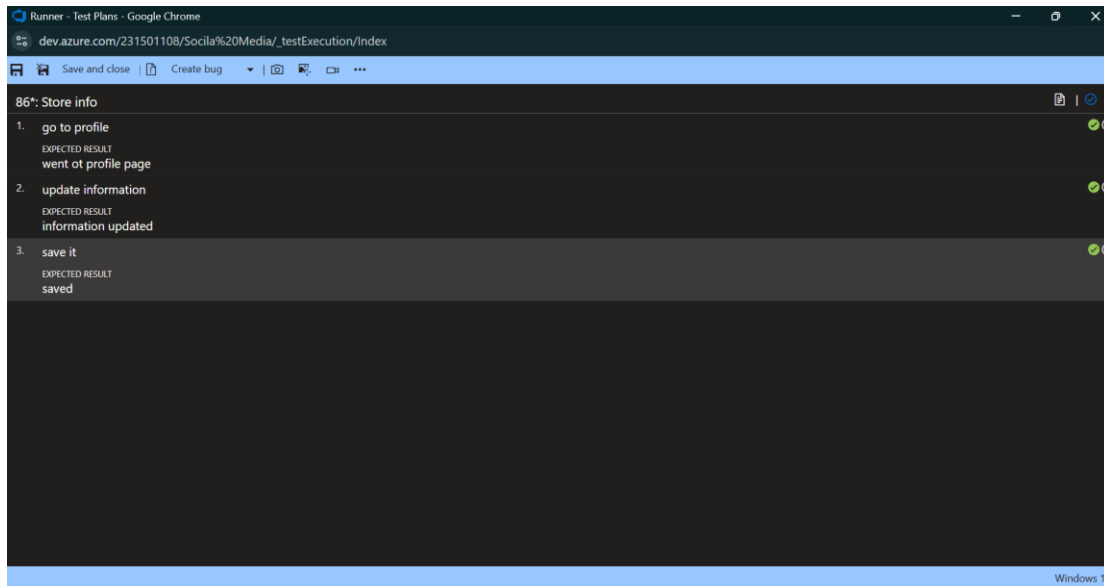 Runner - Test Plans - Google Chrome
dev.azure.com/231501108/Socila%20Media/_testExecution/Index
Save and close | Create bug
86*: Store info
1. go to profile
EXPECTED RESULT
went ot profile page
2. update information
EXPECTED RESULT
information updated
3. save it
EXPECTED RESULT
saved
Windows 1